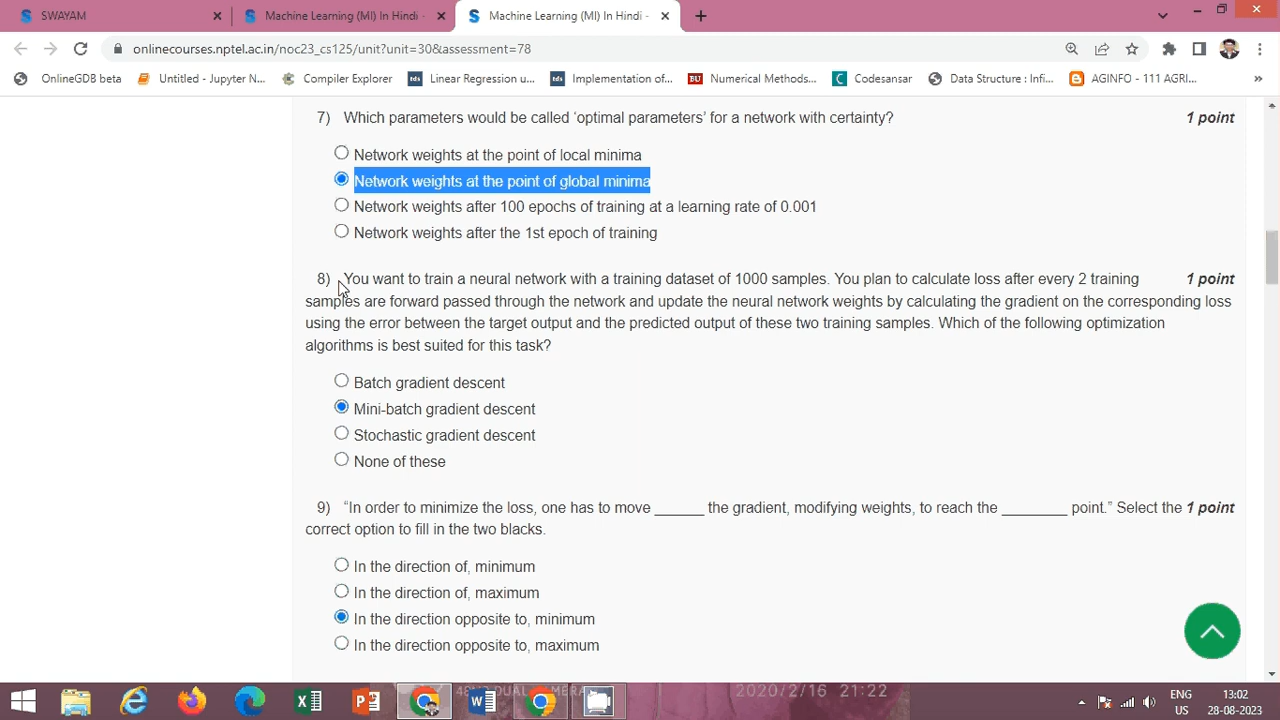 SWAYAM
Machine Learning (Ml) In Hindi -
Machine Learning (Ml) In Hindi -
onlinecourses.nptel.ac.in/noc23_cs125/unit?unit=30&assessment=78
OnlineGDB beta
Untitled - Jupyter N...
Compiler Explorer
tds
Linear Regression u...
tds
Implementation of...
BU
Numerical Methods...
C
Codesansar
Data Structure : Infi...
AGINFO - 111 AGRI...
»
7) Which parameters would be called ‘optimal parameters’ for a network with certainty? 1 point
Network weights at the point of local minima
Network weights at the point of global minima
Network weights after 100 epochs of training at a learning rate of 0.001
Network weights after the 1st epoch of training
8) You want to train a neural network with a training dataset of 1000 samples. You plan to calculate loss after every 2 training 1 point
samples are forward passed through the network and update the neural network weights by calculating the gradient on the corresponding loss
using the error between the target output and the predicted output of these two training samples. Which of the following optimization
algorithms is best suited for this task?
Batch gradient descent
Mini-batch gradient descent
Stochastic gradient descent
None of these
9) “In order to minimize the loss, one has to move ______ the gradient, modifying weights, to reach the ________ point.” Select the 1 point
correct option to fill in the two blacks.
In the direction of, minimum
In the direction of, maximum
In the direction opposite to, minimum
In the direction opposite to, maximum
2020/2/16 21:22
ENG
US
13:02
28-08-2023